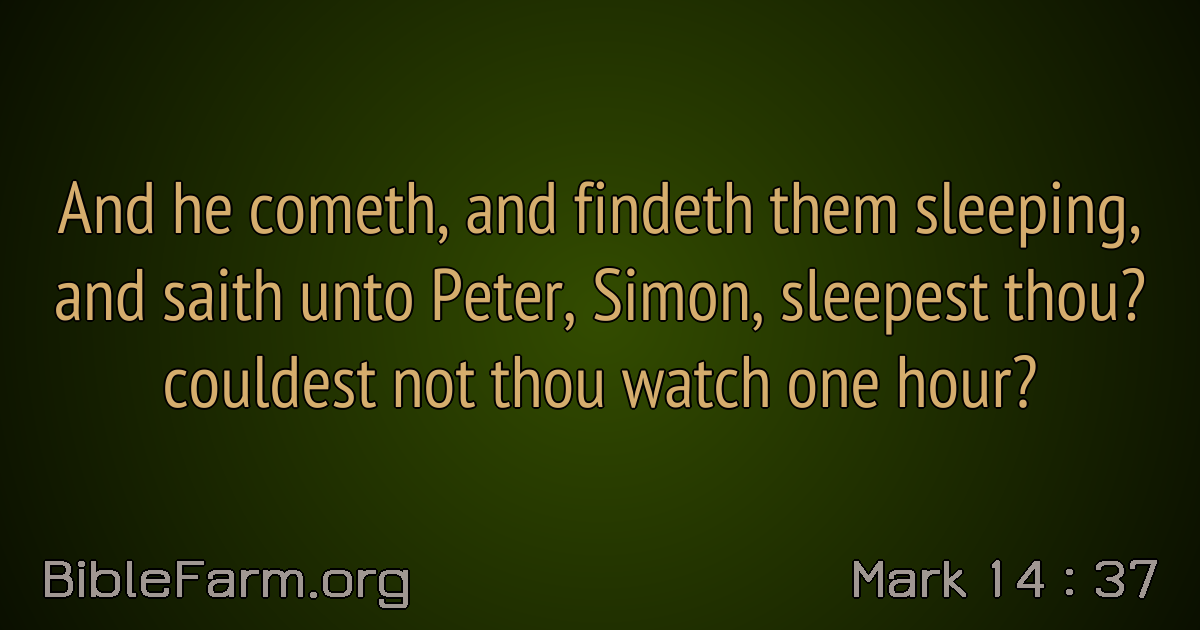 And he cometh, and findeth them sleeping,
and saith unto Peter, Simon, sleepest thou?
couldest not thou watch one hour?
BibleFarm.org
Mark 14 : 37